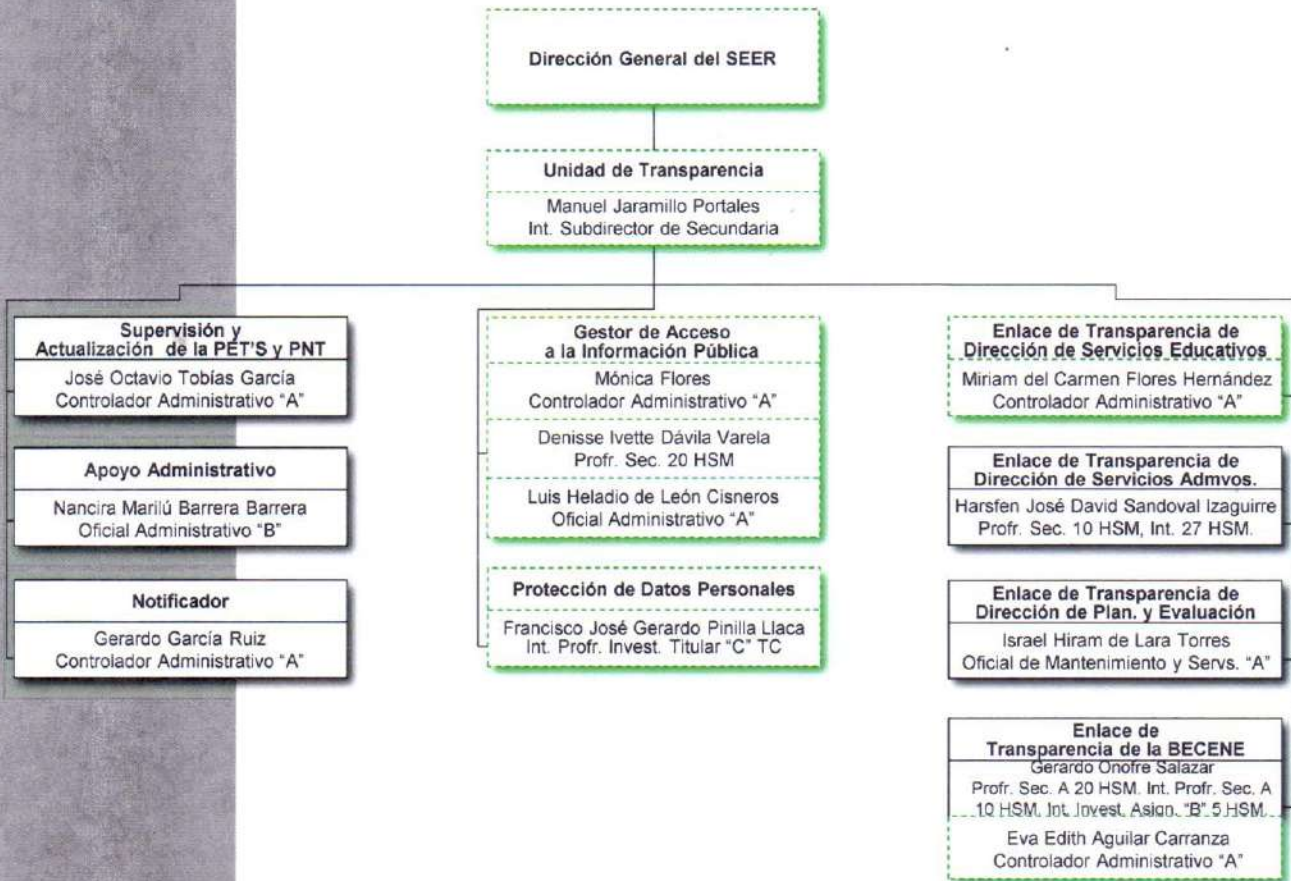 Dirección General del SEER
Unidad de Transparencia
Manuel Jaramillo Portales
Int. Subdirector de Secundaria
Supervisión y
Actualización de la PET'S y PNT
José Octavio Tobías García
Controlador Administrativo “A”
Apoyo Administrativo
Nancira Marilú Barrera Barrera
Oficial Administrativo “B”
Notificador
Gerardo García Ruiz
Controlador Administrativo “A”
Gestor de Acceso
a la Información Pública
Mónica Flores
Controlador Administrativo “A”
Denisse Ivette Dávila Varela
Profr. Sec. 20 HSM
Luis Heladio de León Cisneros
Oficial Administrativo “A”
Protección de Datos Personales
Francisco José Gerardo Pinilla Llaca
Int. Profr. Invest. Titular “C” TC
Enlace de Transparencia de
Dirección de Servicios Educativos
Miriam del Carmen Flores Hernández
Controlador Administrativo “A”
Enlace de Transparencia de
Dirección de Servicios Admvos.
Harsfen José David Sandoval Izaguirre
Profr. Sec. 10 HSM, Int. 27 HSM.
Enlace de Transparencia de
Dirección de Plan. y Evaluación
Israel Hiram de Lara Torres
Oficial de Mantenimiento y Servs. “A”
Enlace de
Transparencia de la BECENE
Gerardo Onofre Salazar
Profr. Sec. A 20 HSM. Int. Profr. Sec. A
10 HSM, Int. Invest. Asign. “B” 5 HSM.
Eva Edith Aguilar Carranza
Controlador Administrativo “A”